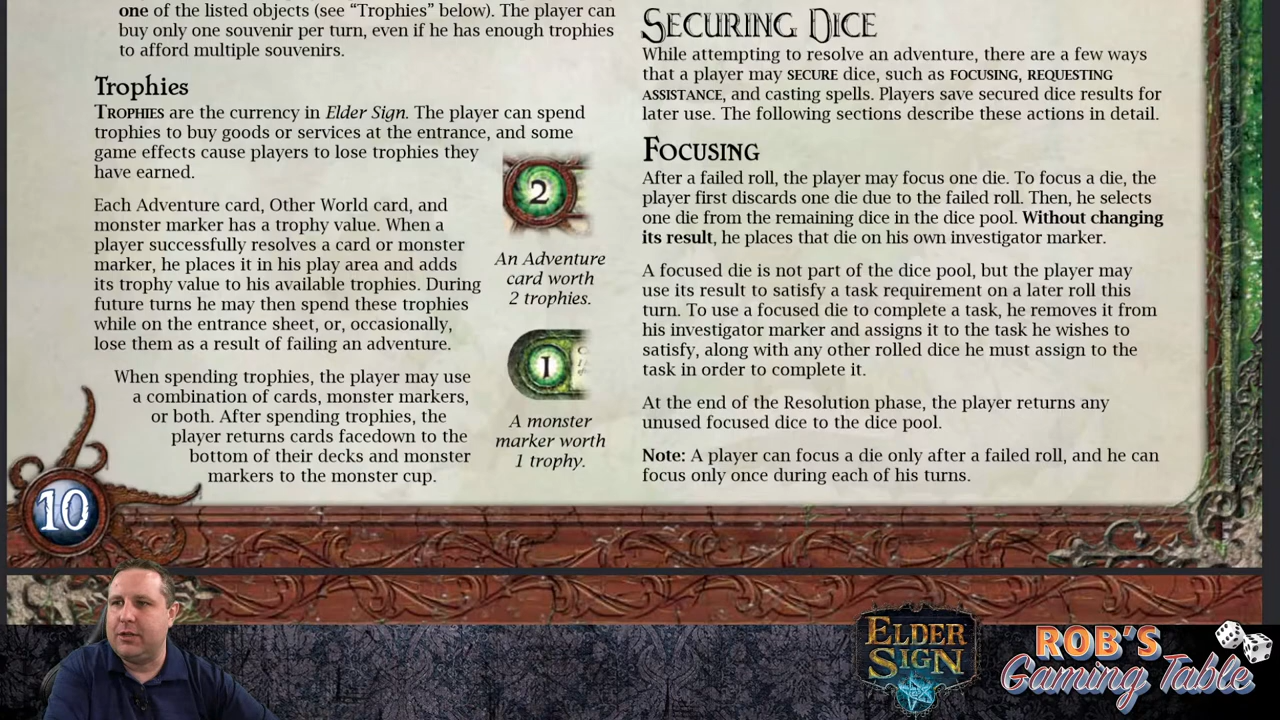 one of the listed objects (see “Trophies” below). The player can
buy only one souvenir per turn, even if he has enough trophies
to afford multiple souvenirs.
Trophies
TROPHIES are the currency in Elder Sign. The player can spend
trophies to buy goods or services at the entrance, and some
game effects cause players to lose trophies they
have earned.
Each Adventure card, Other World card, and
monster marker has a trophy value. When a
player successfully resolves a card or monster
marker, he places it in his play area and adds
its trophy value to his available trophies. During
future turns he may then spend these trophies
while on the entrance sheet, or, occasionally,
lose them as a result of failing an adventure.
When spending trophies, the player may use
a combination of cards, monster markers,
or both. After spending trophies, the
player returns cards facedown to the
bottom of their decks and monster
markers to the monster cup.
2
An Adventure
card worth
2 trophies.
1
A monster
marker worth
1 trophy.
10
SECURING DICE
While attempting to resolve an adventure, there are a few ways
that a player may SECURE dice, such as FOCUSING, REQUESTING
ASSISTANCE, and casting spells. Players save secured dice results for
later use. The following sections describe these actions in detail.
FOCUSING
After a failed roll, the player may focus one die. To focus a die, the
player first discards one die due to the failed roll. Then, he selects
one die from the remaining dice in the dice pool. Without changing
its result, he places that die on his own investigator marker.
A focused die is not part of the dice pool, but the player may
use its result to satisfy a task requirement on a later roll this
turn. To use a focused die to complete a task, he removes it from
his investigator marker and assigns it to the task he wishes to
satisfy, along with any other rolled dice he must assign to the
task in order to complete it.
At the end of the Resolution phase, the player returns any
unused focused dice to the dice pool.
Note: A player can focus a die only after a failed roll, and he can
focus only once during each of his turns.
ELDER
SIGN
ROB'S
Gaming Table